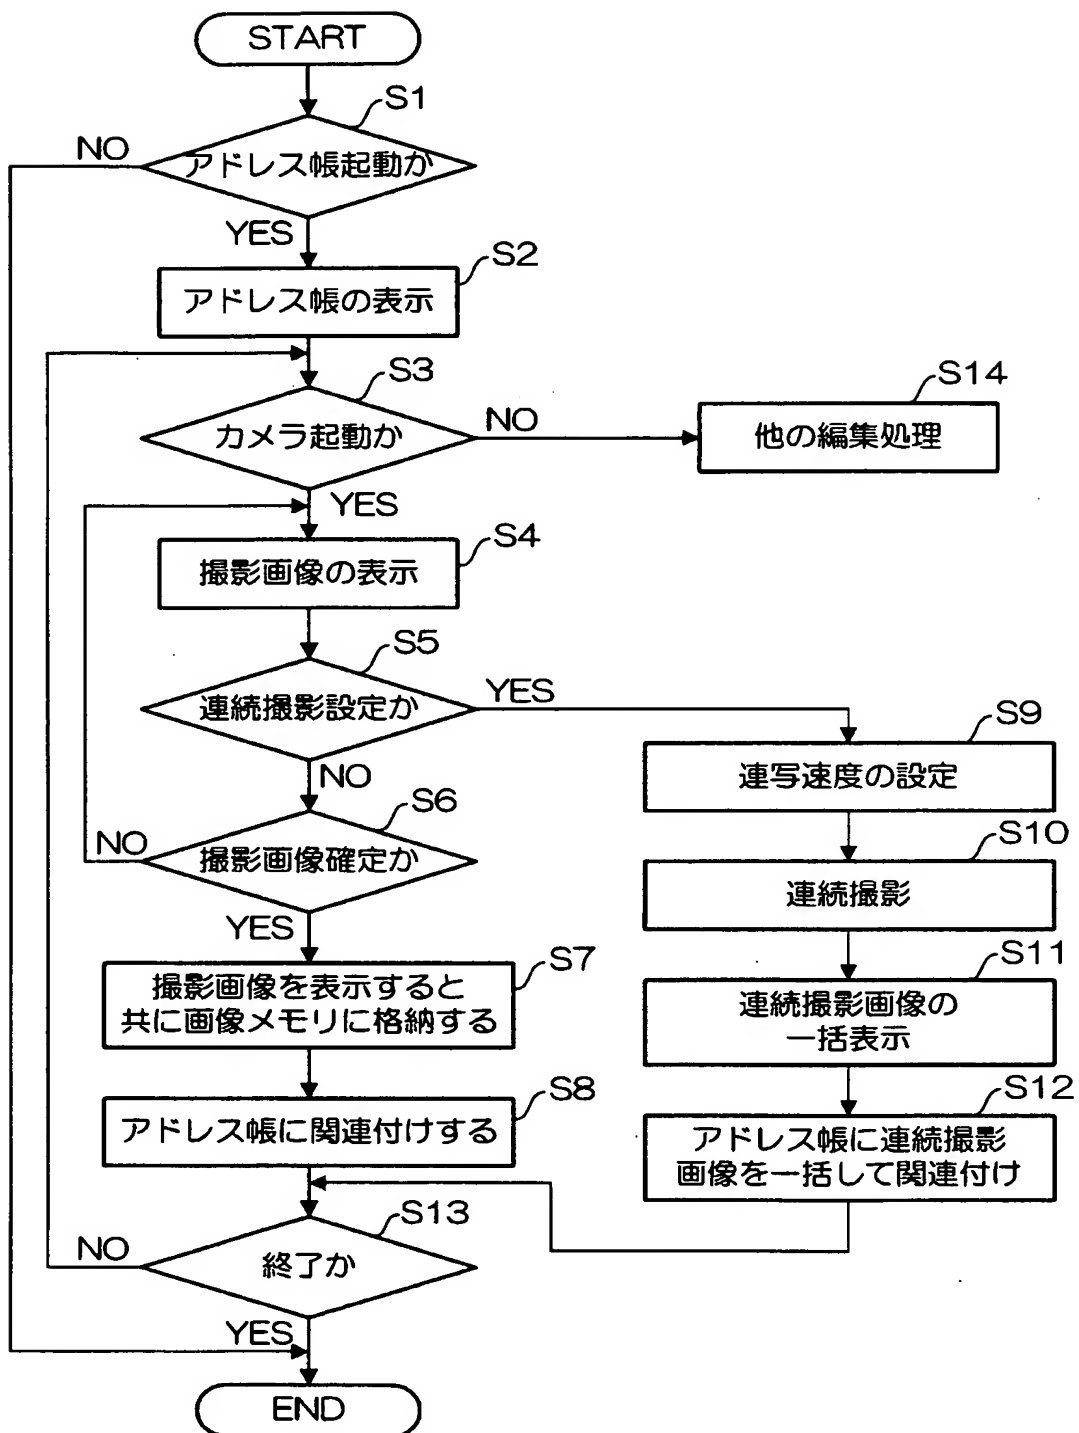 START
S1
NO
アドレス帳起動か
YES
S2
アドレス帳の表示
S3
カメラ起動か
NO
S14
他の編集処理
YES
S4
撮影画像の表示
S5
連続撮影設定か
YES
S9
連写速度の設定
NO
S6
NO
撮影画像確定か
S10
連続撮影
YES
S7
撮影画像を表示すると
共に画像メモリに格納する
S11
連続撮影画像の
一括表示
S8
アドレス帳に関連付けする
S12
アドレス帳に連続撮影
画像を一括して関連付け
S13
NO
終了か
YES
END